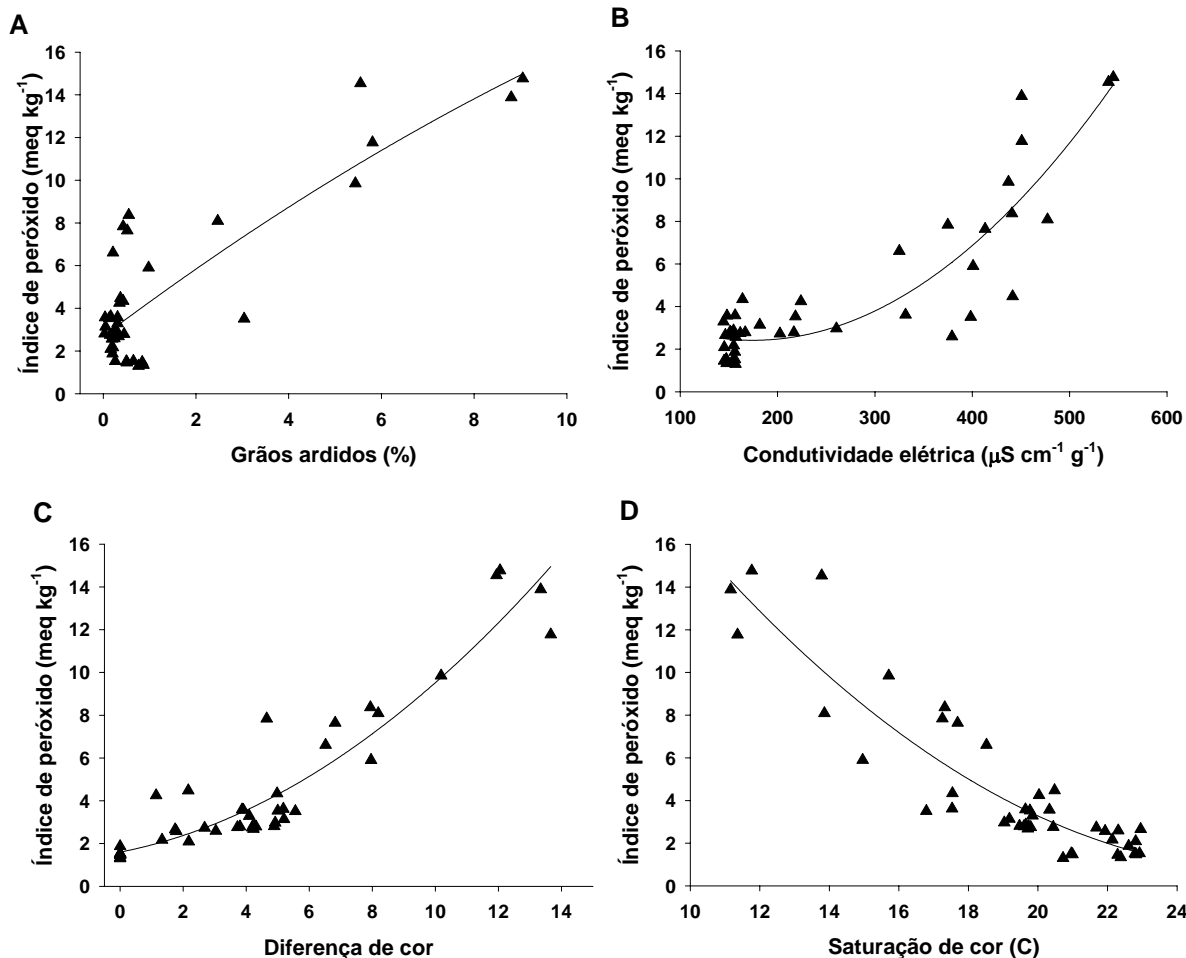 A
Índice de peróxido (meq kg⁻¹)
16
14
12
10
8
6
4
2
0
0 2 4 6 8 10
Grãos ardidos (%)
B
Índice de peróxido (meq kg⁻¹)
16
14
12
10
8
6
4
2
0
100 200 300 400 500 600
Condutividade elétrica (μS cm⁻¹ g⁻¹)
C
Índice de peróxido (meq kg⁻¹)
16
14
12
10
8
6
4
2
0
0 2 4 6 8 10 12 14
Diferença de cor
D
Índice de peróxido (meq kg⁻¹)
16
14
12
10
8
6
4
2
0
10 12 14 16 18 20 22 24
Saturação de cor (C)